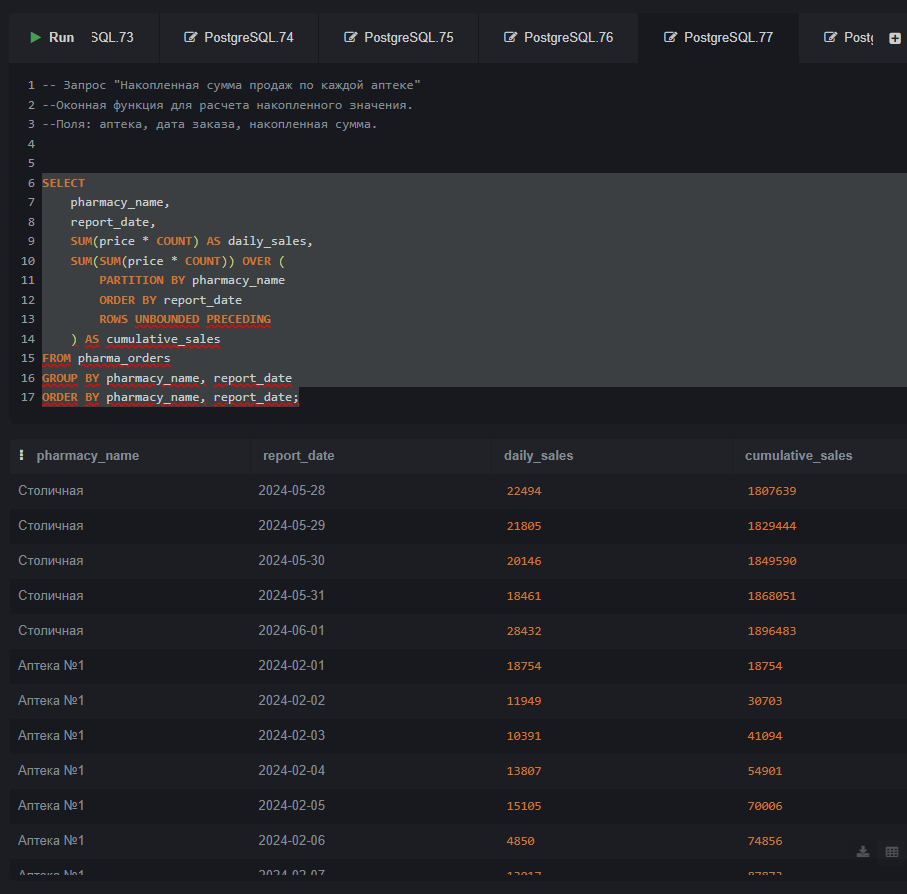 Run SQL.73 PostgreSQL.74 PostgreSQL.75 PostgreSQL.76 PostgreSQL.77 Postg
1 -- Запрос "Накопленная сумма продаж по каждой аптеке"
2 --Оконная функция для расчета накопленного значения.
3 --Поля: аптека, дата заказа, накопленная сумма.
4
5
6 SELECT
7 pharmacy_name,
8 report_date,
9 SUM(price * COUNT) AS daily_sales,
10 SUM(SUM(price * COUNT)) OVER (
11 PARTITION BY pharmacy_name
12 ORDER BY report_date
13 ROWS UNBOUNDED PRECEDING
14 ) AS cumulative_sales
15 FROM pharma_orders
16 GROUP BY pharmacy_name, report_date
17 ORDER BY pharmacy_name, report_date;
pharmacy_name report_date daily_sales cumulative_sales
Столичная 2024-05-28 22494 1807639
Столичная 2024-05-29 21805 1829444
Столичная 2024-05-30 20146 1849590
Столичная 2024-05-31 18461 1868051
Столичная 2024-06-01 28432 1896483
Аптека №1 2024-02-01 18754 18754
Аптека №1 2024-02-02 11949 30703
Аптека №1 2024-02-03 10391 41094
Аптека №1 2024-02-04 13807 54901
Аптека №1 2024-02-05 15105 70006
Аптека №1 2024-02-06 4850 74856
Аптека №1 2024-02-07 13017 87873